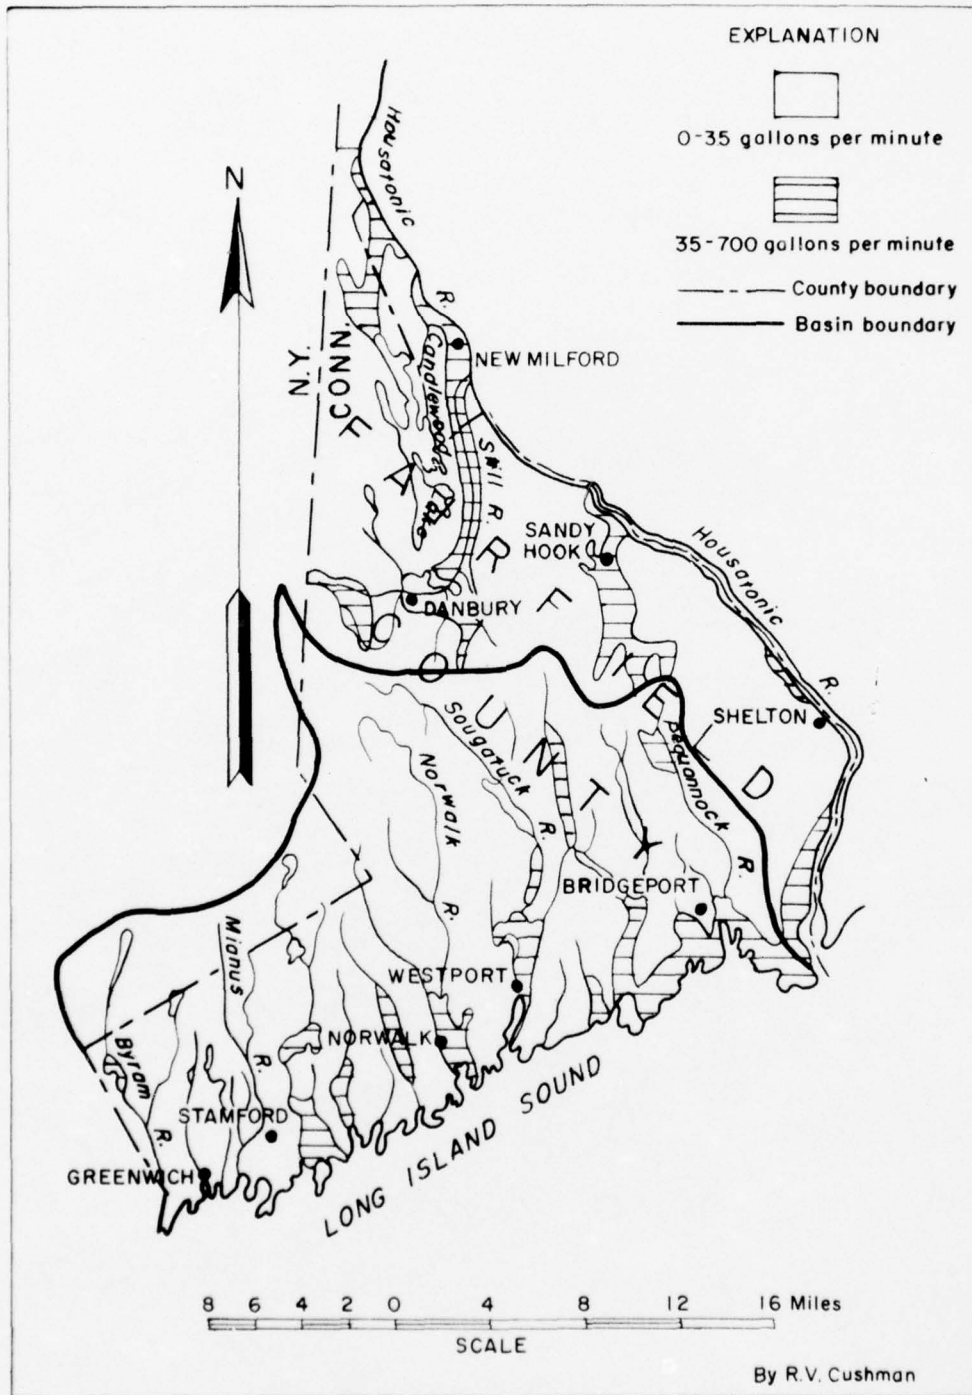 EXPLANATION
0-35 gallons per minute
35-700 gallons per minute
County boundary
Basin boundary
N
Housatonic
R.
N.Y.
CONN.
Candlewood
Lake
NEW MILFORD
Still R.
SANDY
HOOK
Housatonic
R.
DANBURY
FAIRFIELD
COUNTY
SHELTON
Sougatuck
R.
Norwalk
R.
Pequannock
R.
BRIDGEPORT
Mianus
R.
WESTPORT
NORWALK
Byram
R.
STAMFORD
GREENWICH
LONG ISLAND SOUND
8 6 4 2 0 4 8 12 16 Miles
SCALE
By R.V. Cushman